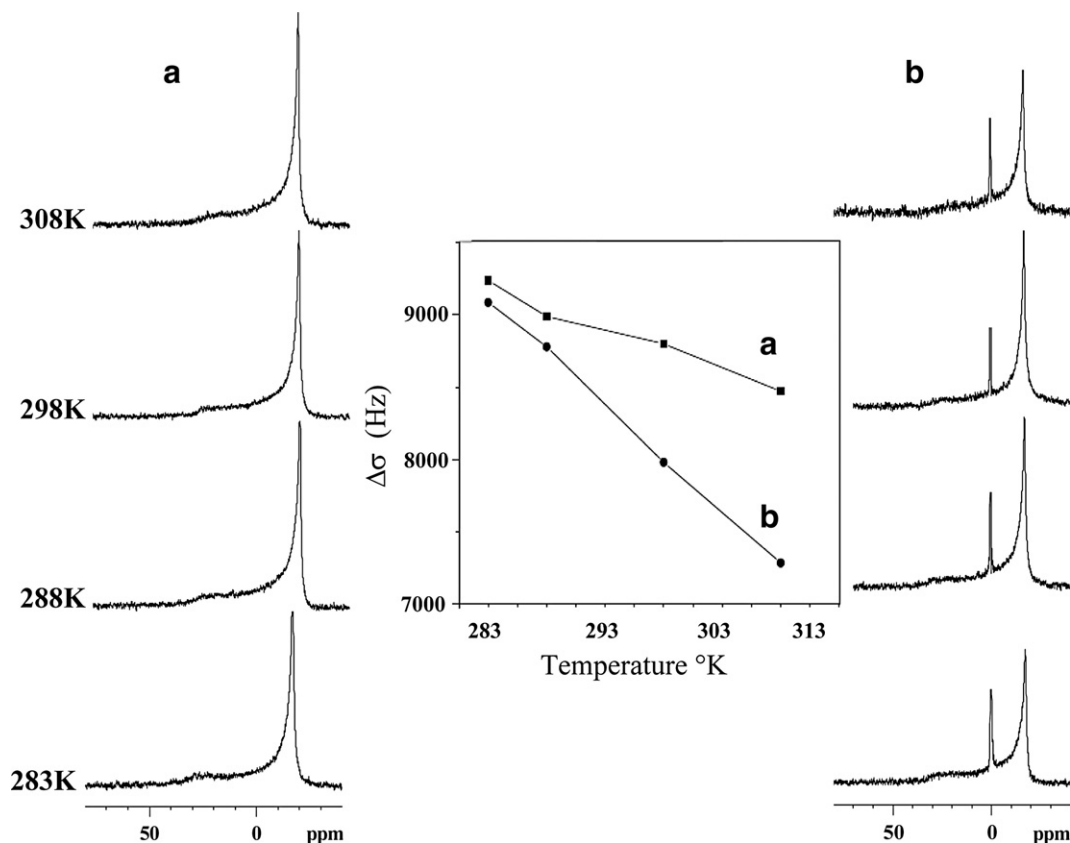 a
b
308K
298K
288K
283K
50 0 ppm
9000
8000
7000
Δσ (Hz)
a
b
283 293 303 313
Temperature °K
50 0 ppm